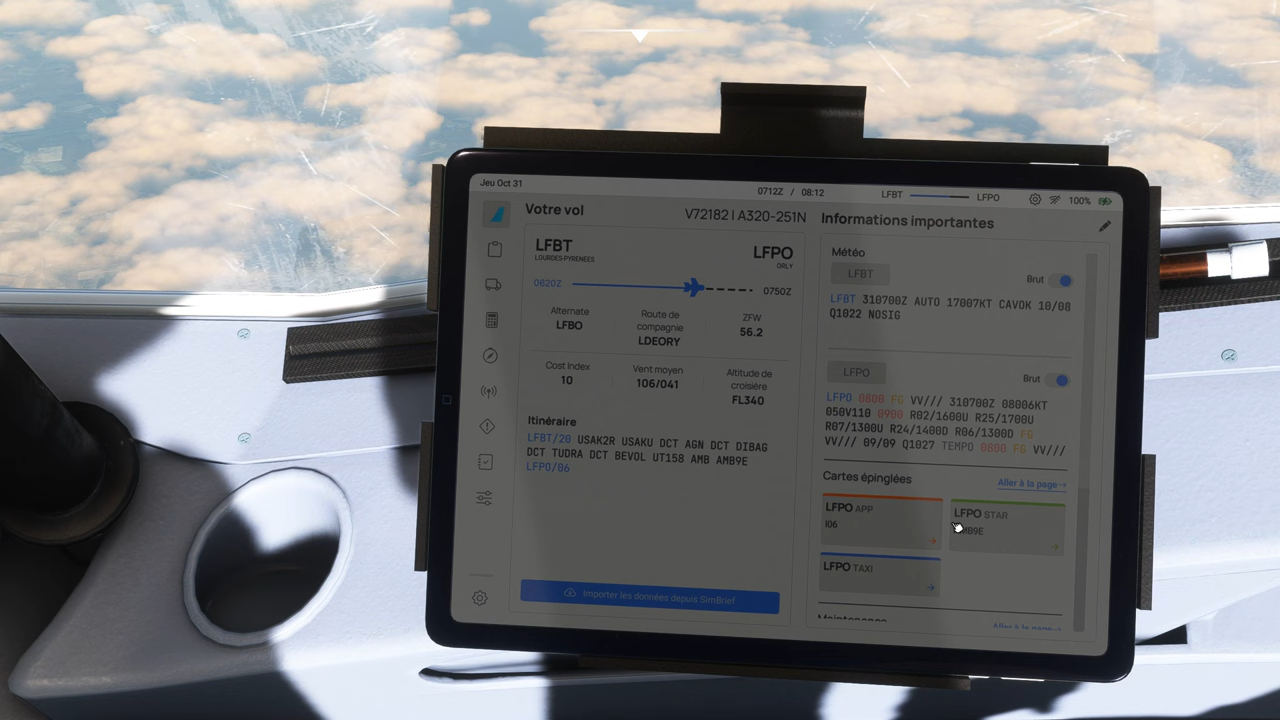 Jeu Oct 31
0712Z / 08:12
LFBT LFPO
100%
Votre vol
V72182 | A320-251N
LFBT LFPO
LOURDES-PYRENEES ORLY
0620Z 0750Z
Alternate
LFBO
Route de
compagnie
LDEORY
ZFW
56.2
Cost Index
10
Vent moyen
106/041
Altitude de
croisière
FL340
Itinéraire
LFBT/20 USAK2R USAKU DCT AGN DCT DIBAG
DCT TUDRA DCT BEVOL UT158 AMB AMB9E
LFPO/06
Importer les données depuis SimBrief
Informations importantes
Météo
LFBT
Brut
LFBT 310700Z AUTO 17007KT CAVOK 10/08
Q1022 NOSIG
LFPO
Brut
LFPO 0800 FG VV/// 310700Z 08006KT
050V110 0900 R02/1600U R25/1700U
R07/1300U R24/1400D R06/1300D FG
VV/// 09/09 Q1027 TEMPO 0800 FG VV///
Cartes épinglées
Aller à la page
LFPO APP
I06
LFPO STAR
LFPO TAXI
Maintenance
Aller à la page